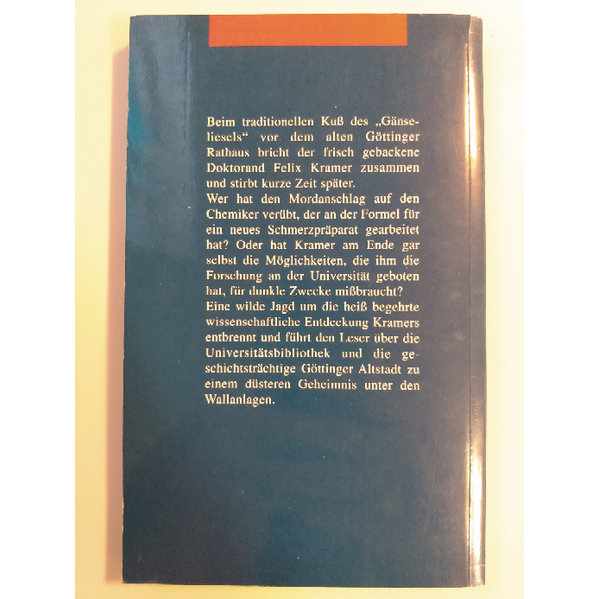 Beim traditionellen Kuß des „Gänse-
liesels“ vor dem alten Göttinger
Rathaus bricht der frisch gebackene
Doktorand Felix Kramer zusammen
und stirbt kurze Zeit später.
Wer hat den Mordanschlag auf den
Chemiker verübt, der an der Formel für
ein neues Schmerzpräparat gearbeitet
hat? Oder hat Kramer am Ende gar
selbst die Möglichkeiten, die ihm die
Forschung an der Universität geboten
hat, für dunkle Zwecke mißbraucht?
Eine wilde Jagd um die heiß begehrte
wissenschaftliche Entdeckung Kramers
entbrennt und führt den Leser über die
Universitätsbibliothek und die ge-
schichtsträchtige Göttinger Altstadt zu
einem düsteren Geheimnis unter den
Wallanlagen.